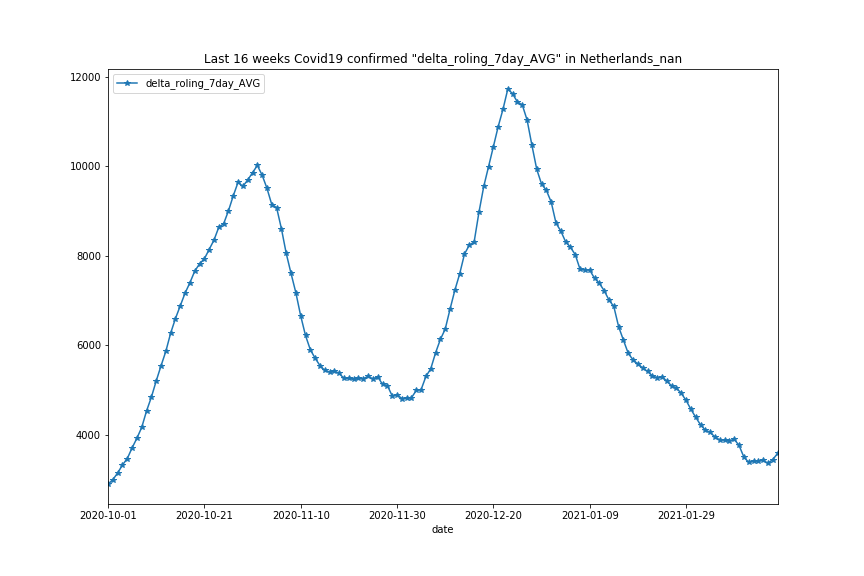 Last 16 weeks Covid19 confirmed "delta_roling_7day_AVG" in Netherlands_nan
delta_roling_7day_AVG
12000
10000
8000
6000
4000
2020-10-01 2020-10-21 2020-11-10 2020-11-30 2020-12-20 2021-01-09 2021-01-29
date